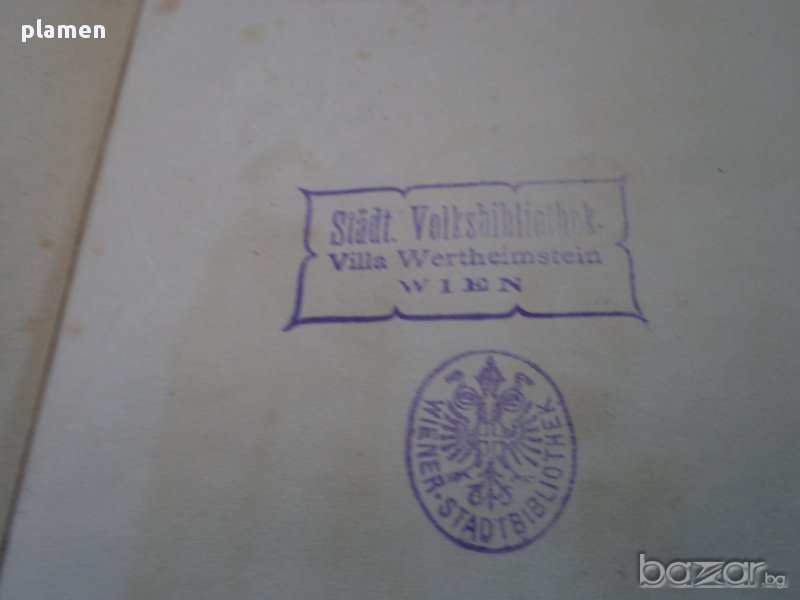 plamen
Städt. Volksbibliothek
Villa Wertheimstein
WIEN
WIENER-STADTBIBLIOTHEK
bazar.bg